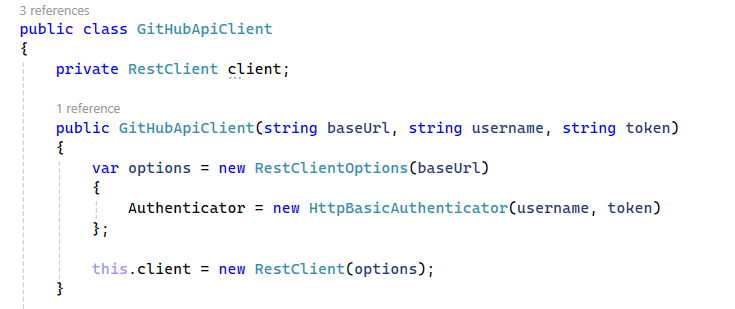 3 references
public class GitHubApiClient
{
private RestClient client;
1 reference
public GitHubApiClient(string baseUrl, string username, string token)
{
var options = new RestClientOptions(baseUrl)
{
Authenticator = new HttpBasicAuthenticator(username, token)
};
this.client = new RestClient(options);
}